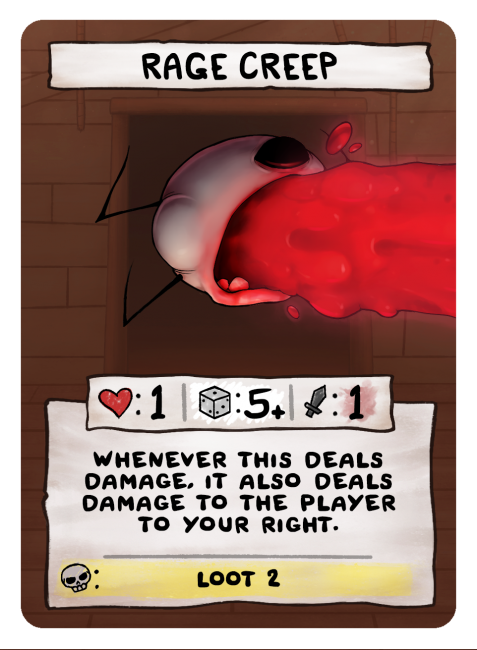 RAGE CREEP
:1 :5+ :1
WHENEVER THIS DEALS
DAMAGE, IT ALSO DEALS
DAMAGE TO THE PLAYER
TO YOUR RIGHT.
: LOOT 2